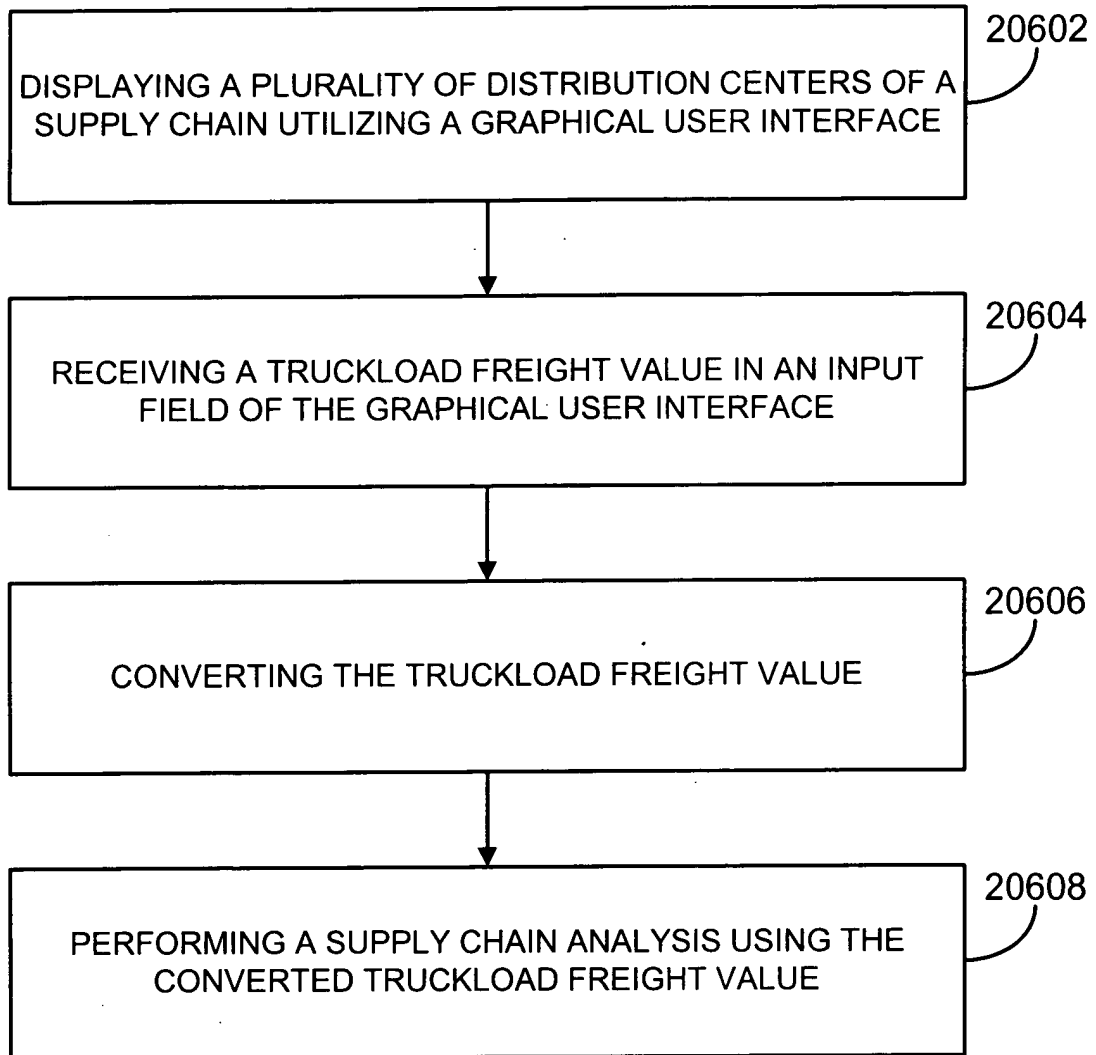 20602
DISPLAYING A PLURALITY OF DISTRIBUTION CENTERS OF A
SUPPLY CHAIN UTILIZING A GRAPHICAL USER INTERFACE
20604
RECEIVING A TRUCKLOAD FREIGHT VALUE IN AN INPUT
FIELD OF THE GRAPHICAL USER INTERFACE
20606
CONVERTING THE TRUCKLOAD FREIGHT VALUE
20608
PERFORMING A SUPPLY CHAIN ANALYSIS USING THE
CONVERTED TRUCKLOAD FREIGHT VALUE